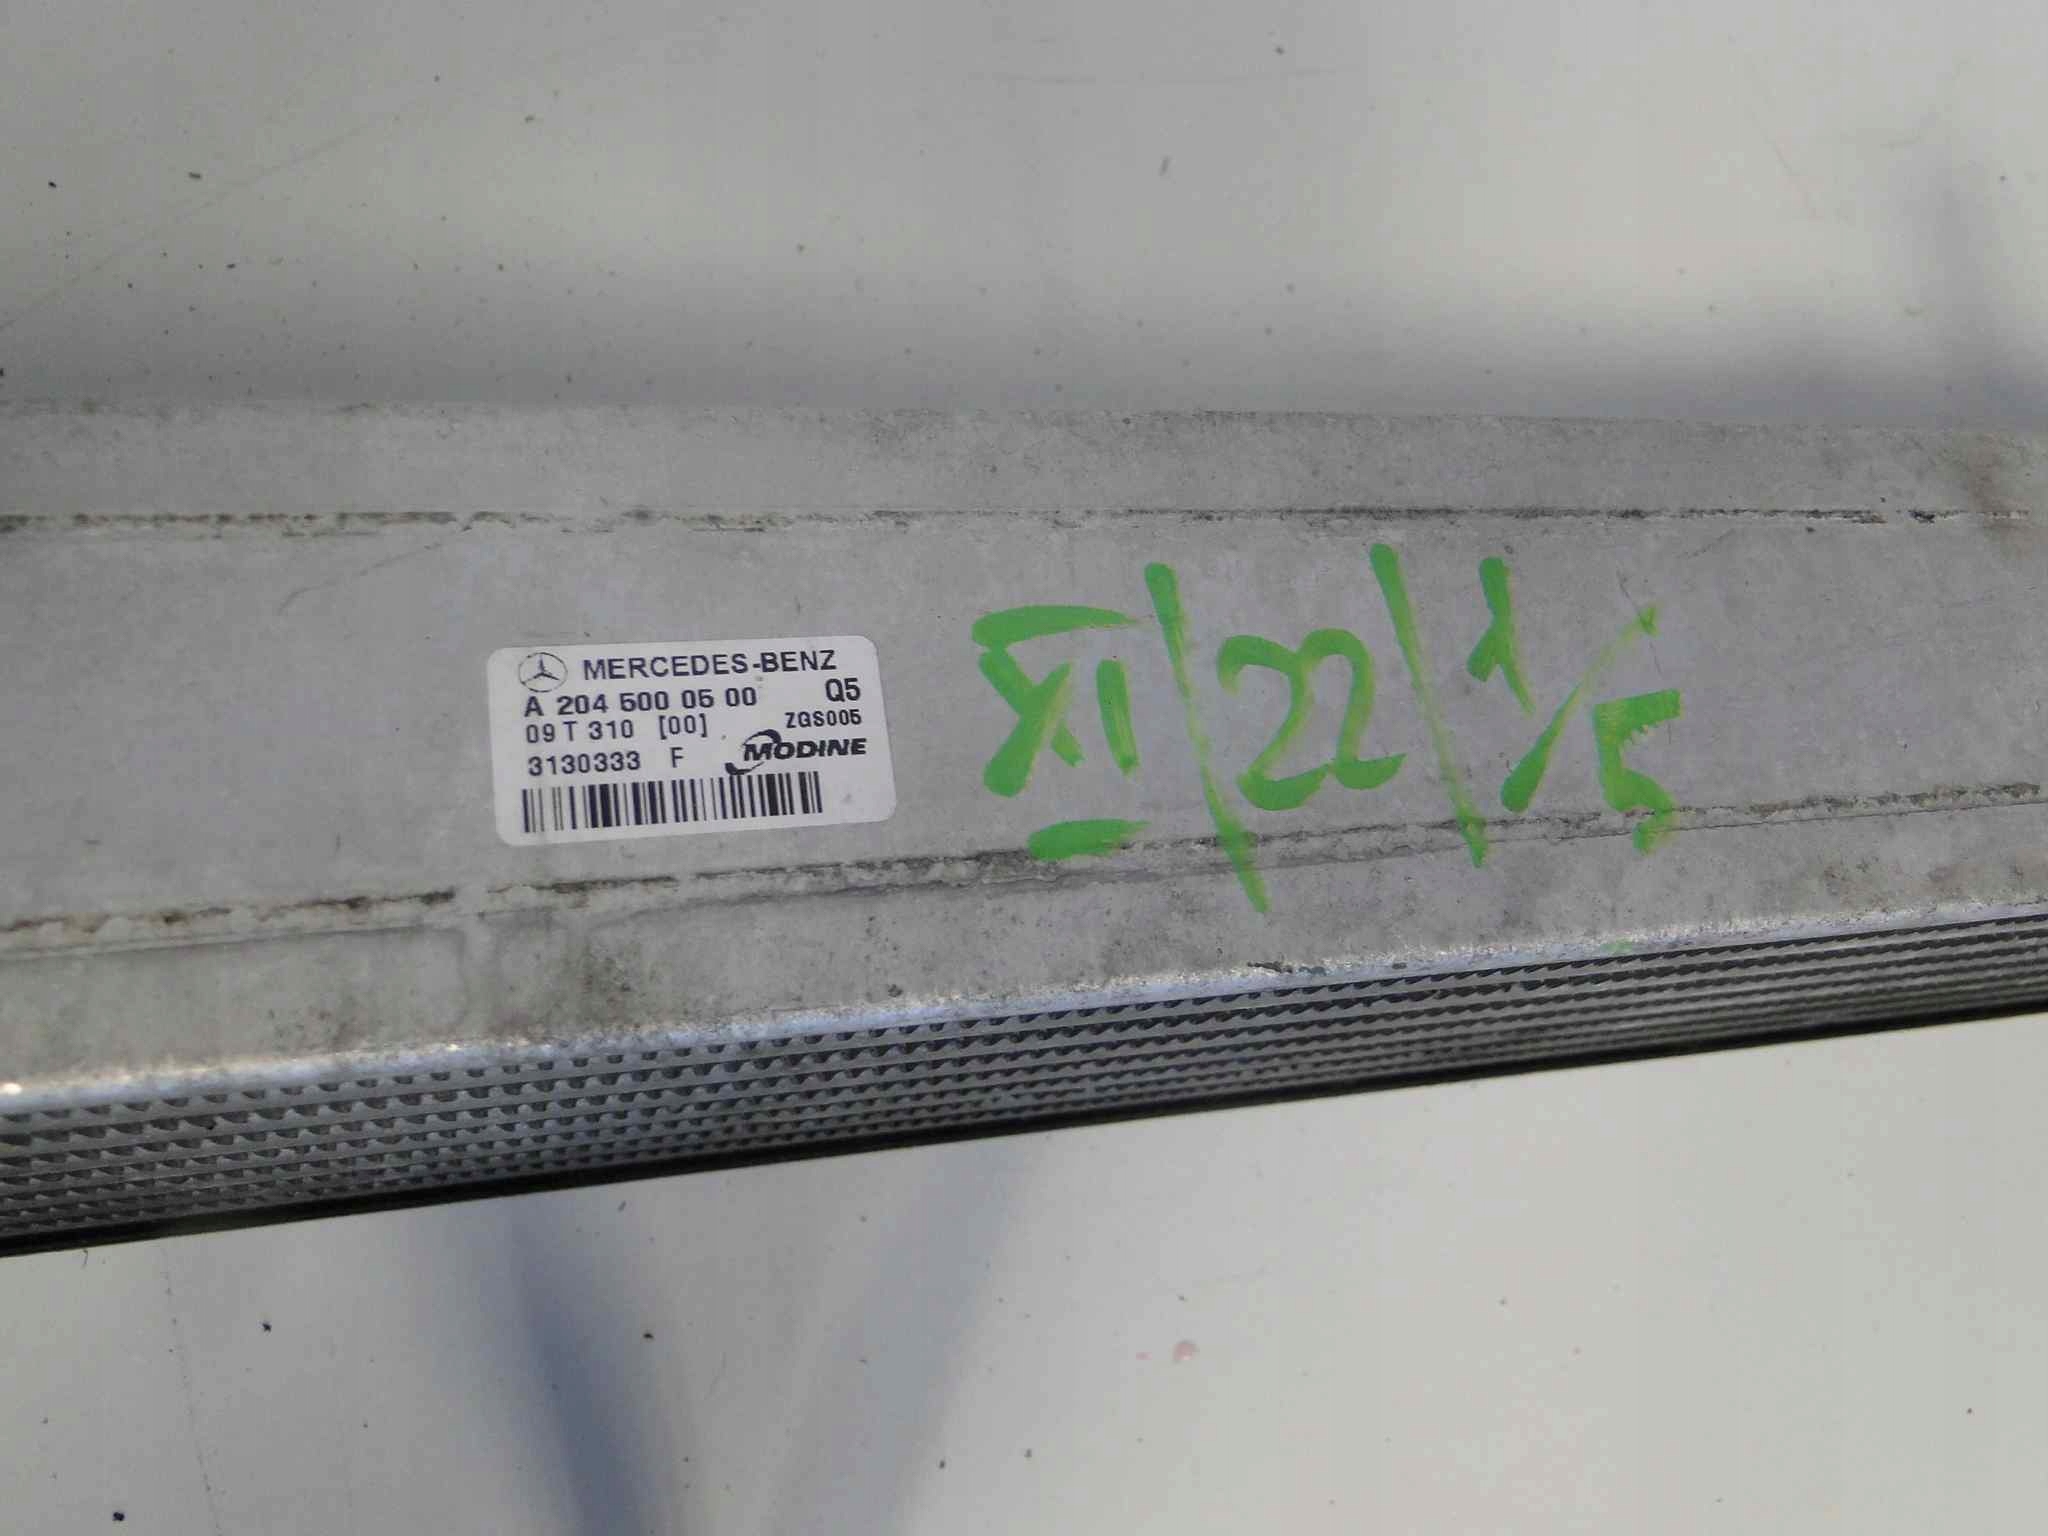 MERCEDES-BENZ
A 204 500 05 00 Q5
09 T 310 [00] ZGS005
3130333 F MODINE
XI/22/1/5